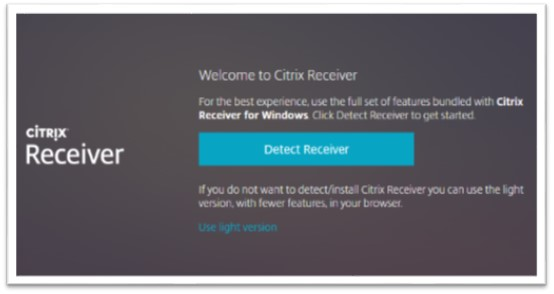 Welcome to Citrix Receiver
For the best experience, use the full set of features bundled with Citrix
Receiver for Windows. Click Detect Receiver to get started.
CİTRIX
Receiver
Detect Receiver
If you do not want to detect/install Citrix Receiver you can use the light
version, with fewer features, in your browser.
Use light version